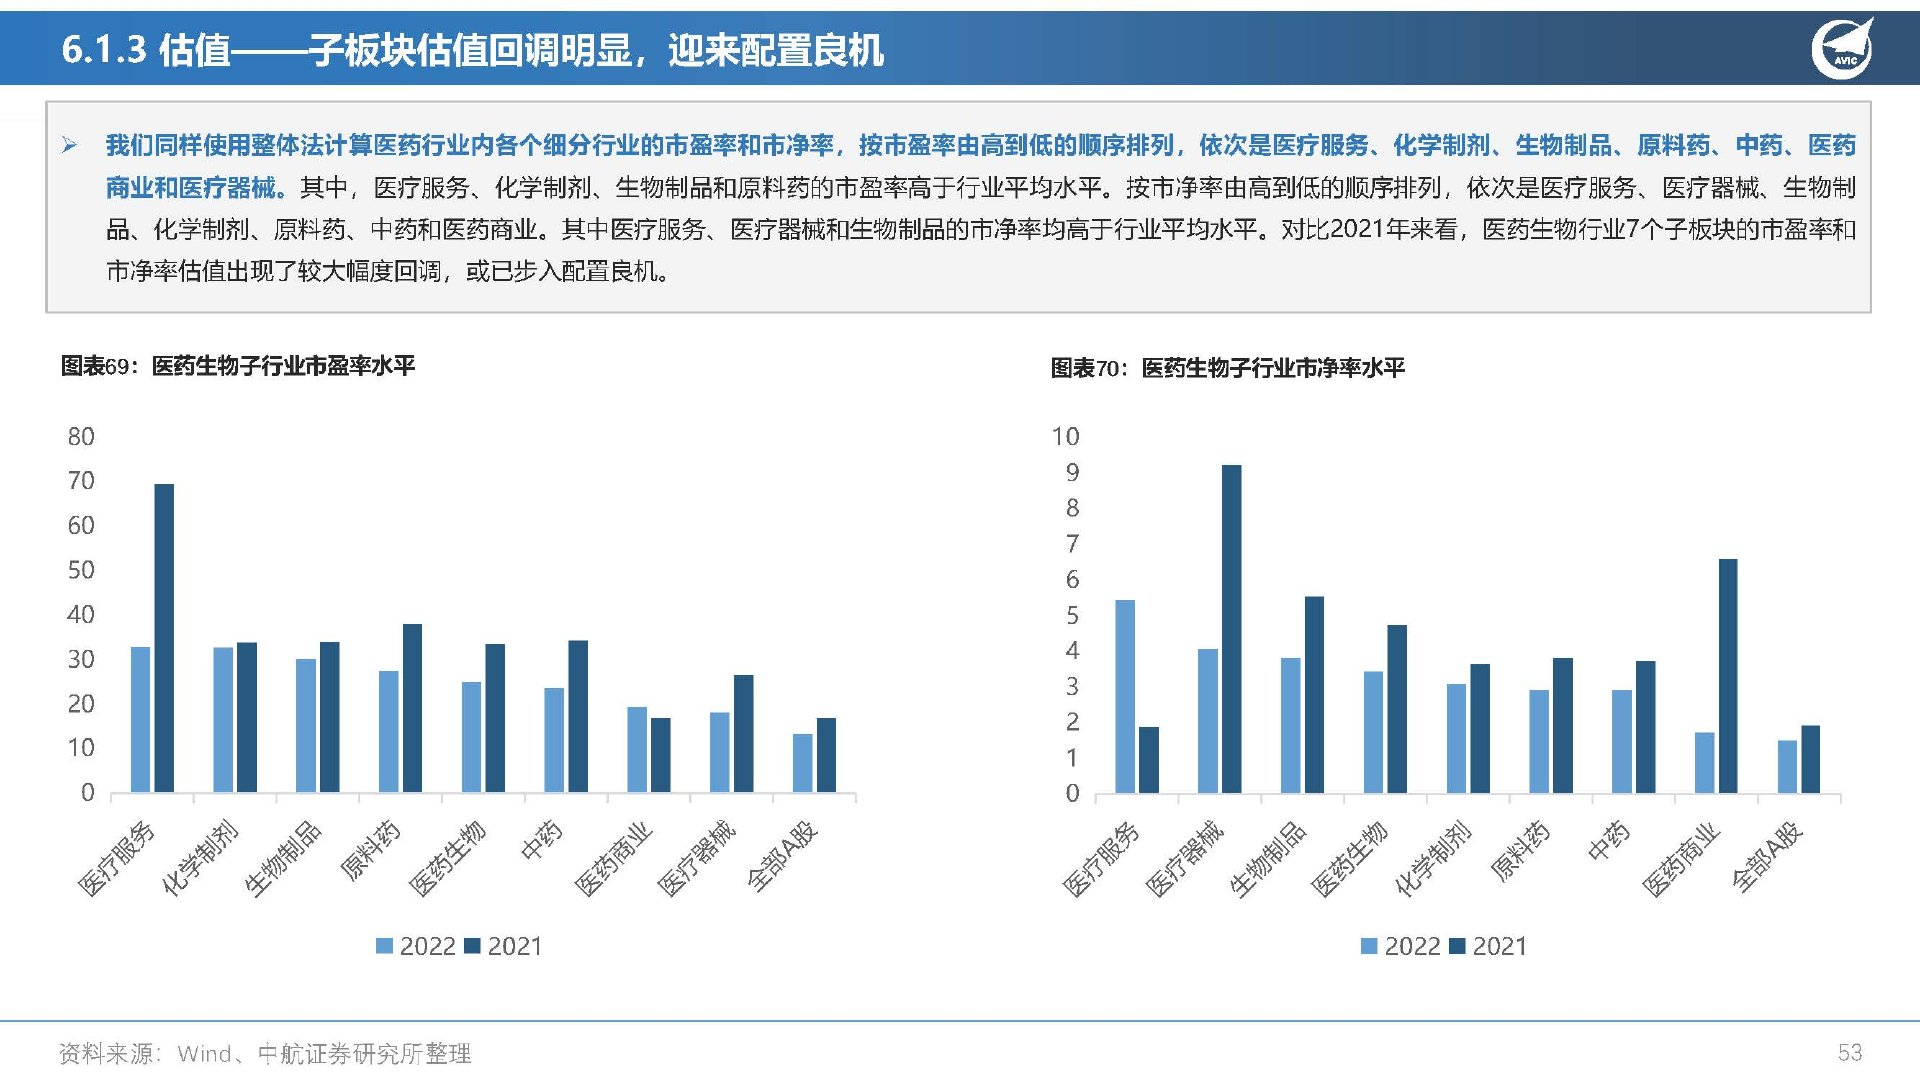 6.1.3 估值——子板块估值回调明显，迎来配置良机
AVIC
我们同样使用整体法计算医药行业内各个细分行业的市盈率和市净率，按市盈率由高到低的顺序排列，依次是医疗服务、化学制剂、生物制品、原料药、中药、医药
商业和医疗器械。其中，医疗服务、化学制剂、生物制品和原料药的市盈率高于行业平均水平。按市净率由高到低的顺序排列，依次是医疗服务、医疗器械、生物制
品、化学制剂、原料药、中药和医药商业。其中医疗服务、医疗器械和生物制品的市净率均高于行业平均水平。对比2021年来看，医药生物行业7个子板块的市盈率和
市净率估值出现了较大幅度回调，或已步入配置良机。
图表69：医药生物子行业市盈率水平
80
70
60
50
40
30
20
10
0
医疗服务
化学制剂
生物制品
原料药
医药生物
中药
医药商业
医疗器械
全部A股
2022 2021
图表70：医药生物子行业市净率水平
10
9
8
7
6
5
4
3
2
1
0
医疗服务
医疗器械
生物制品
医药生物
化学制剂
原料药
中药
医药商业
全部A股
2022 2021
资料来源：Wind、中航证券研究所整理
53